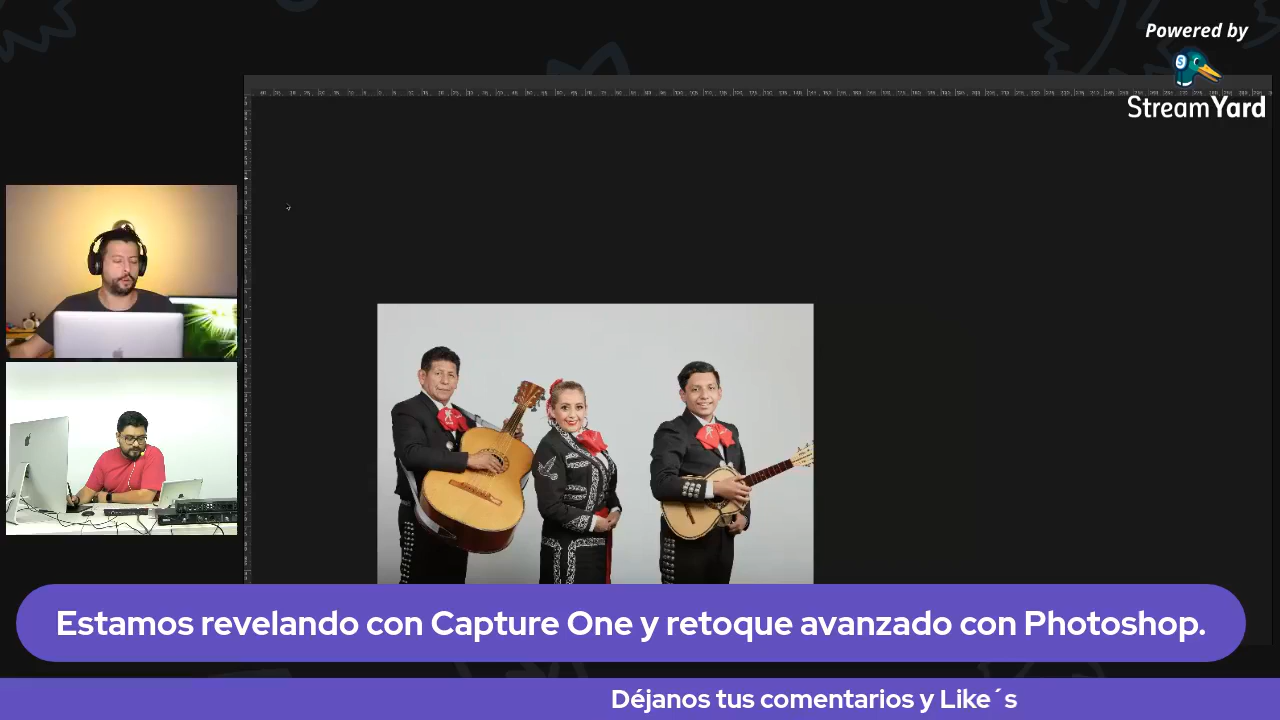 Powered by
StreamYard
Estamos revelando con Capture One y retoque avanzado con Photoshop.
Déjanos tus comentarios y Like´s